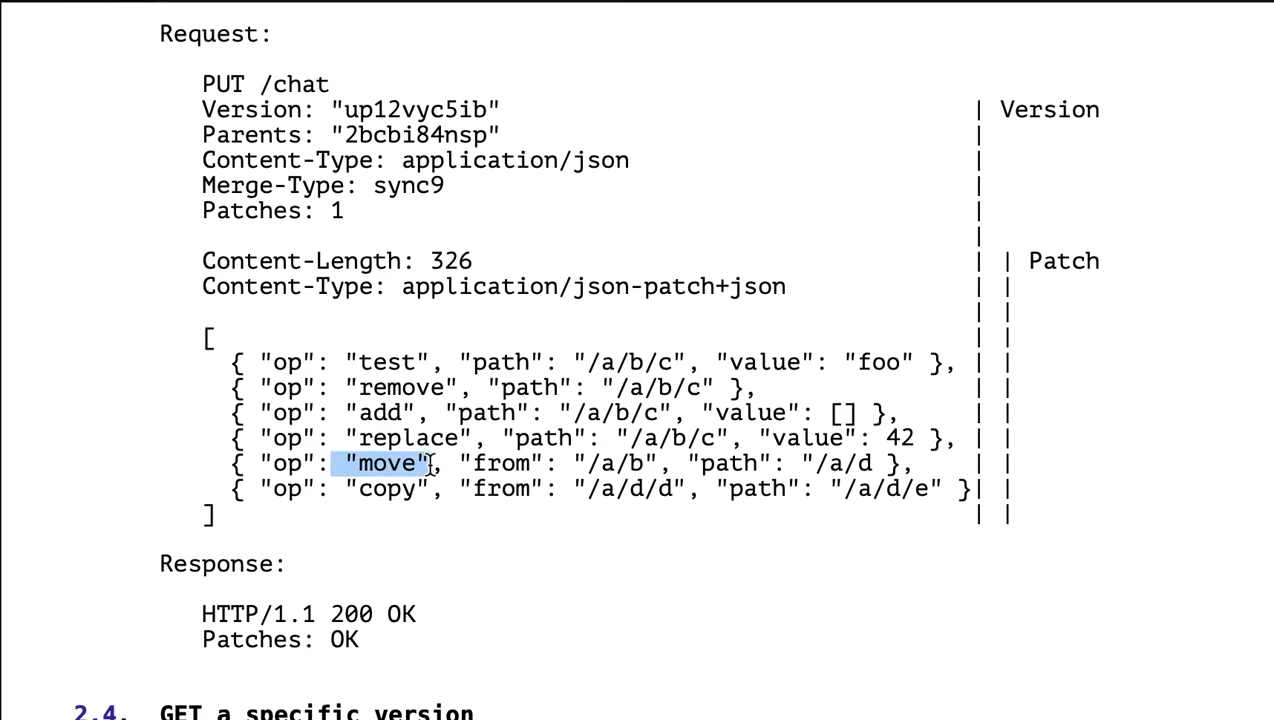 Request:
PUT /chat
Version: "up12vyc5ib" | Version
Parents: "2bcbi84nsp" |
Content-Type: application/json |
Merge-Type: sync9 |
Patches: 1 |
|
Content-Length: 326 | | Patch
Content-Type: application/json-patch+json | |
| |
[ | |
{ "op": "test", "path": "/a/b/c", "value": "foo" }, | |
{ "op": "remove", "path": "/a/b/c" }, | |
{ "op": "add", "path": "/a/b/c", "value": [] }, | |
{ "op": "replace", "path": "/a/b/c", "value": 42 }, | |
{ "op": "move", "from": "/a/b", "path": "/a/d }, | |
{ "op": "copy", "from": "/a/d/d", "path": "/a/d/e" }| |
] | |
Response:
HTTP/1.1 200 OK
Patches: OK
2.4. GET a specific version